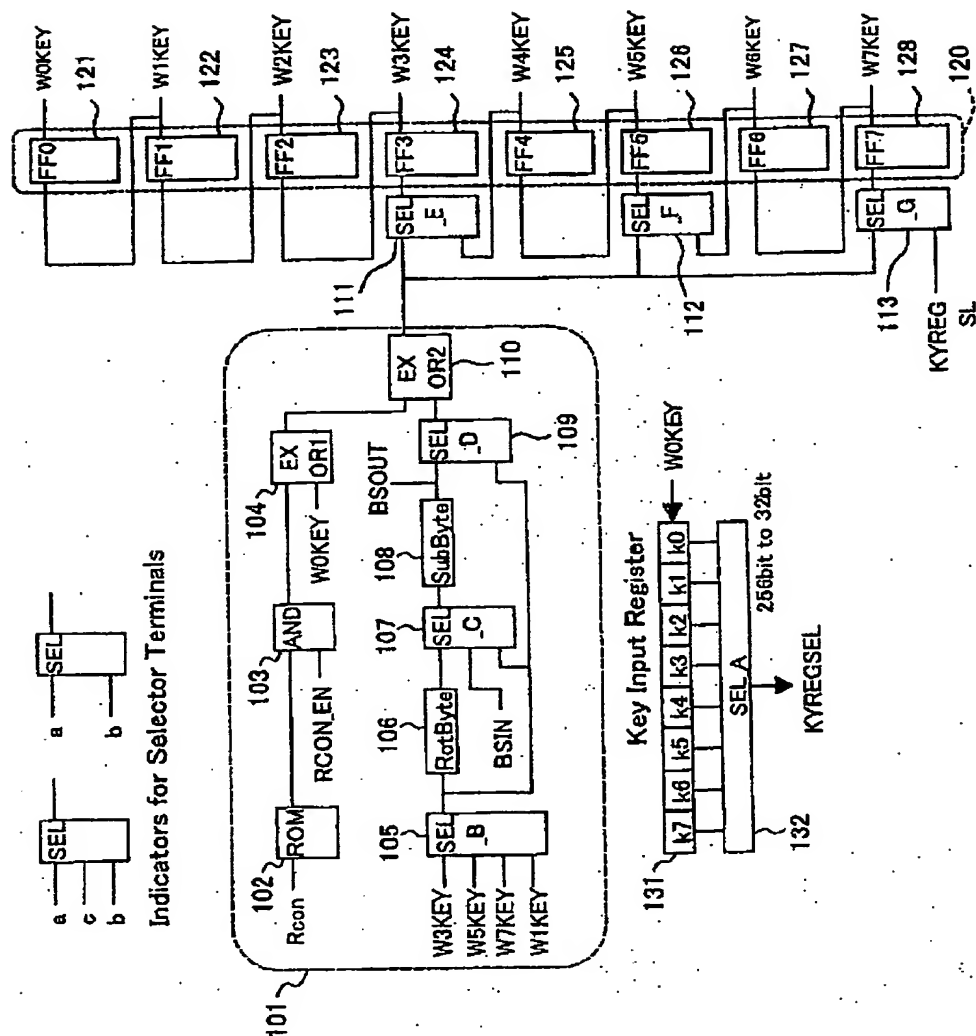 a
c
b
SEL
a
b
SEL
Indicators for Selector Terminals
101
Rcon
102
ROM
103
AND
RCON_EN
104
EX
OR1
W0KEY
W3KEY
W5KEY
W7KEY
W1KEY
105
SEL
_B
106
RotByte
107
SEL
_C
BSIN
108
SubByte
BSOUT
SEL
_D
109
EX
OR2
110
Key Input Register
131
k7
k6
k5
k4
k3
k2
k1
k0
W0KEY
SEL_A
132
256bit to 32bit
KYREGSEL
111
SEL
_E
112
SEL
_F
113
SEL
_G
KYREG
SL
FF0
W0KEY
121
FF1
W1KEY
122
FF2
W2KEY
123
FF3
W3KEY
124
FF4
W4KEY
125
FF5
W5KEY
126
FF6
W6KEY
127
FF7
W7KEY
128
120